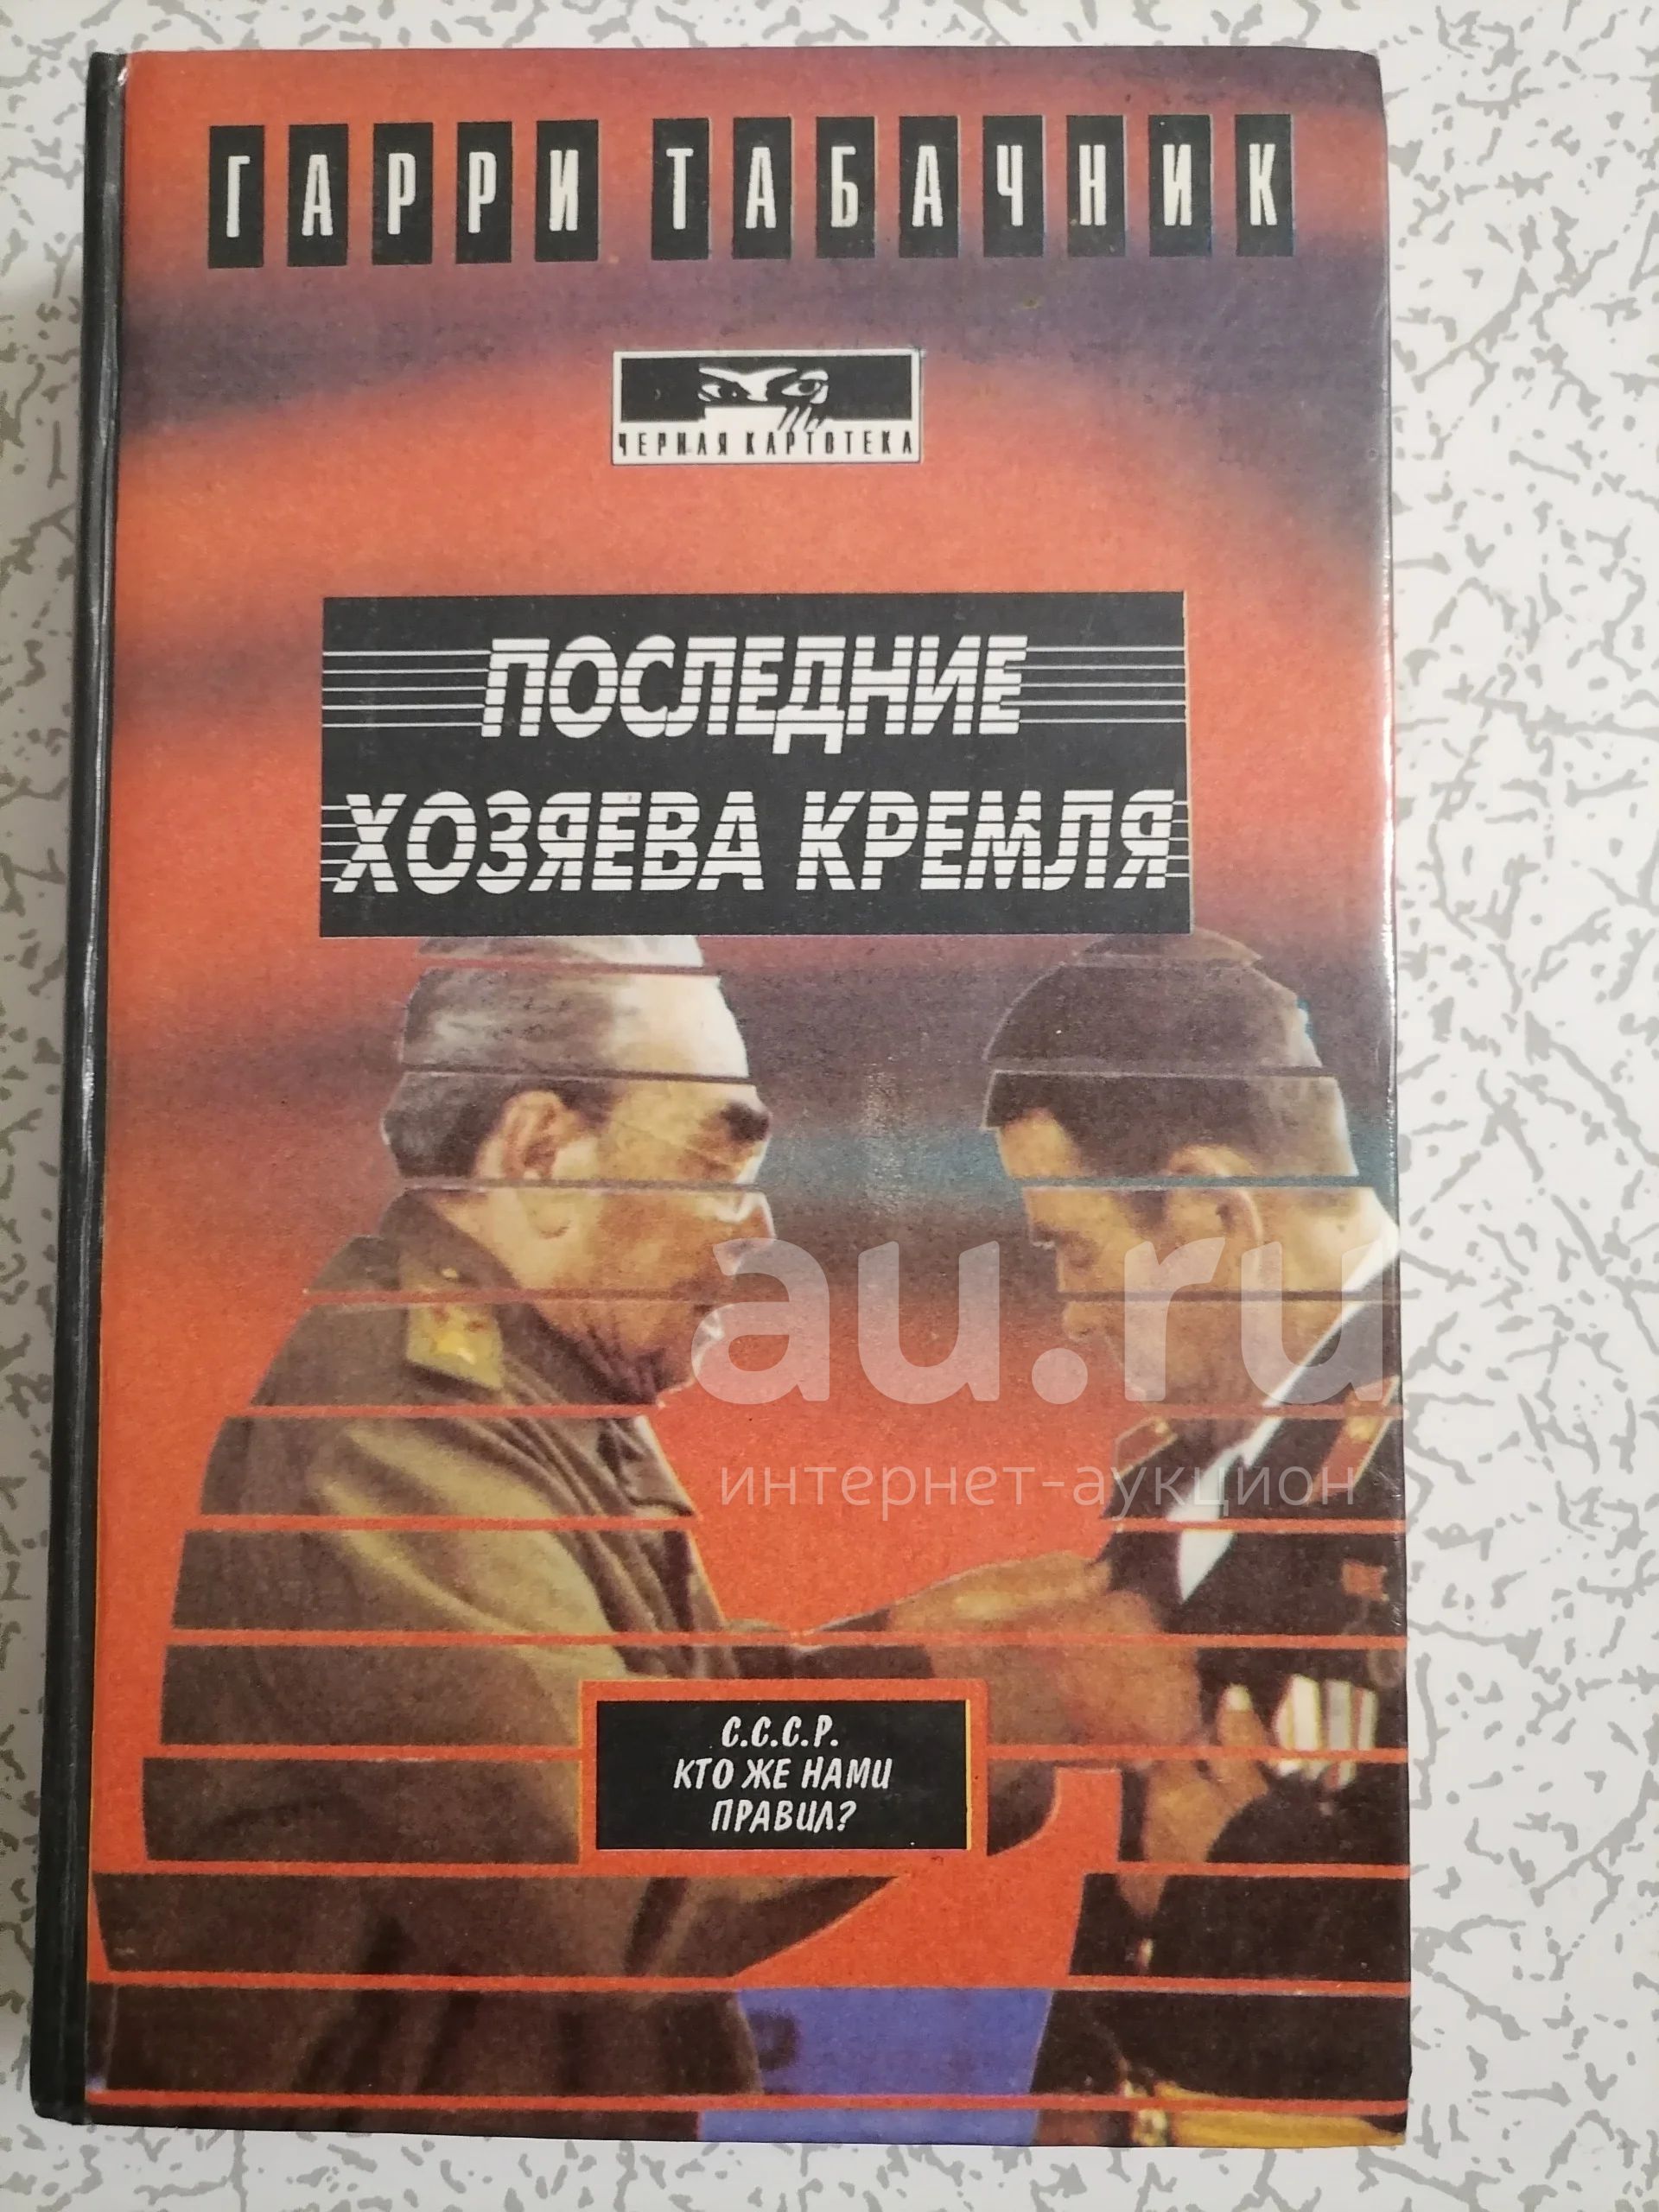 ГАРРИ ТАБАЧНИК
ЧЕРНАЯ КАРТОТЕКА
ПОСЛЕДНИЕ
ХОЗЯЕВА КРЕМЛЯ
au.ru
интернет-аукцион
С.С.С.Р.
КТО ЖЕ НАМИ
ПРАВИЛ?